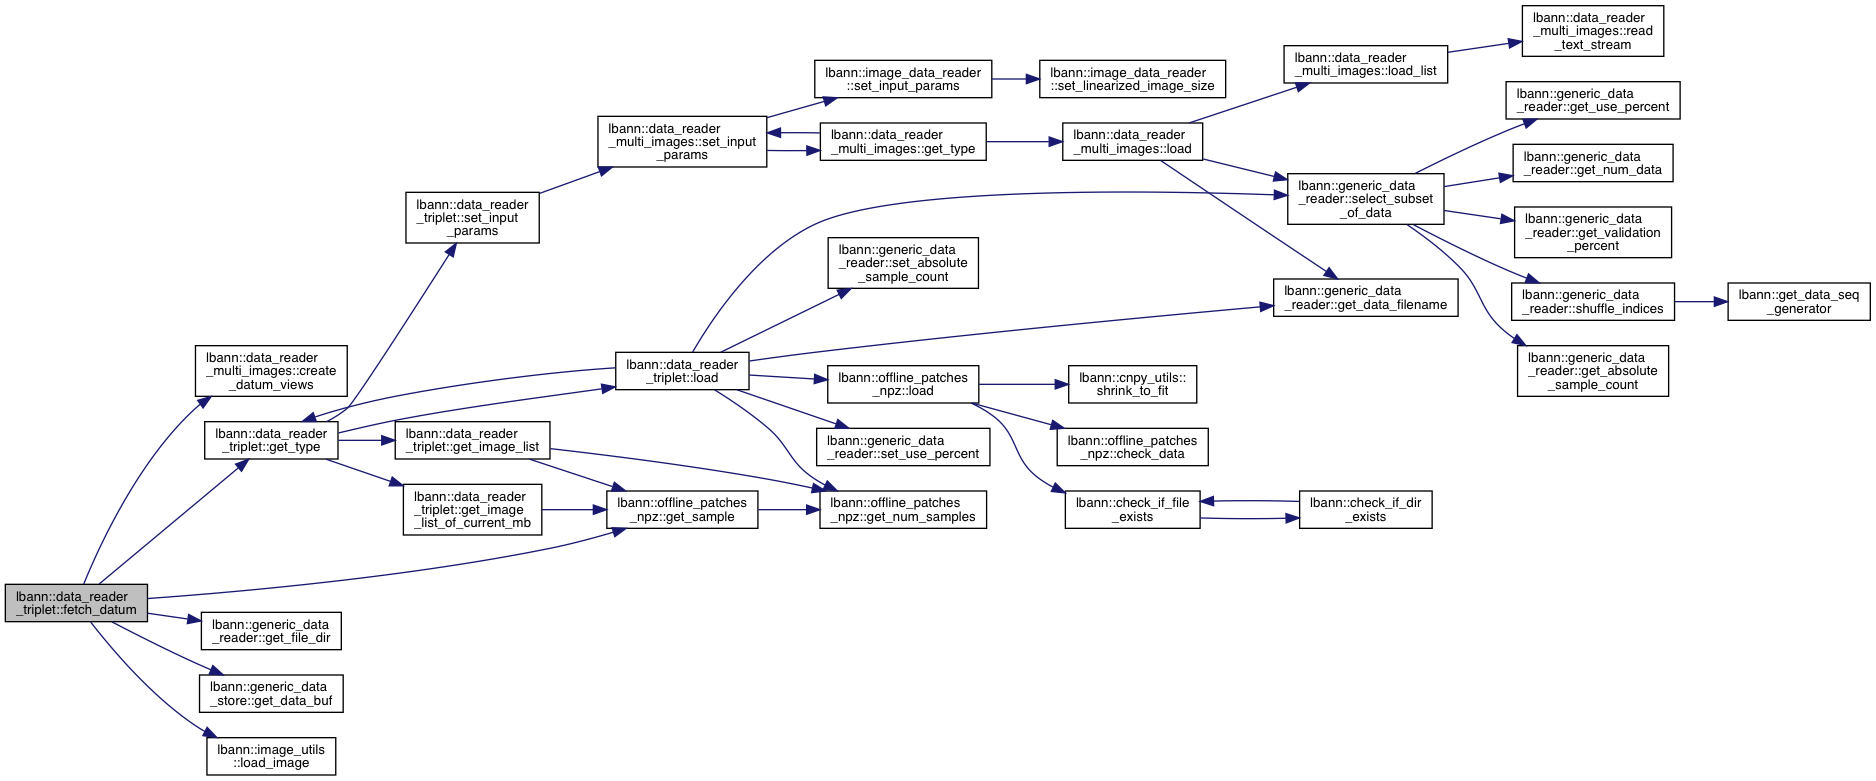 lbann::data_reader
_triplet::fetch_datum
lbann::data_reader
_multi_images::create
_datum_views
lbann::data_reader
_triplet::get_type
lbann::generic_data
_reader::get_file_dir
lbann::generic_data
_store::get_data_buf
lbann::image_utils
::load_image
lbann::data_reader
_triplet::set_input
_params
lbann::data_reader
_triplet::get_image_list
lbann::data_reader
_triplet::get_image
_list_of_current_mb
lbann::data_reader
_multi_images::set_input
_params
lbann::data_reader
_triplet::load
lbann::offline_patches
_npz::get_sample
lbann::image_data_reader
::set_input_params
lbann::data_reader
_multi_images::get_type
lbann::generic_data
_reader::set_absolute
_sample_count
lbann::offline_patches
_npz::load
lbann::generic_data
_reader::set_use_percent
lbann::offline_patches
_npz::get_num_samples
lbann::image_data_reader
::set_linearized_image_size
lbann::data_reader
_multi_images::load
lbann::cnpy_utils::
shrink_to_fit
lbann::offline_patches
_npz::check_data
lbann::check_if_file
_exists
lbann::data_reader
_multi_images::load_list
lbann::generic_data
_reader::select_subset
_of_data
lbann::generic_data
_reader::get_data_filename
lbann::check_if_dir
_exists
lbann::data_reader
_multi_images::read
_text_stream
lbann::generic_data
_reader::get_use_percent
lbann::generic_data
_reader::get_num_data
lbann::generic_data
_reader::get_validation
_percent
lbann::generic_data
_reader::shuffle_indices
lbann::generic_data
_reader::get_absolute
_sample_count
lbann::get_data_seq
_generator